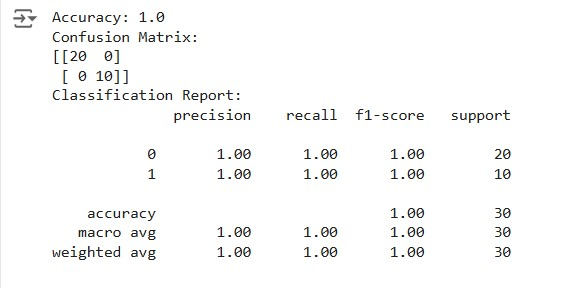 Accuracy: 1.0
Confusion Matrix:
[[20  0]
 [ 0 10]]
Classification Report:
              precision    recall  f1-score   support

           0       1.00      1.00      1.00        20
           1       1.00      1.00      1.00        10

    accuracy                           1.00        30
   macro avg       1.00      1.00      1.00        30
weighted avg       1.00      1.00      1.00        30